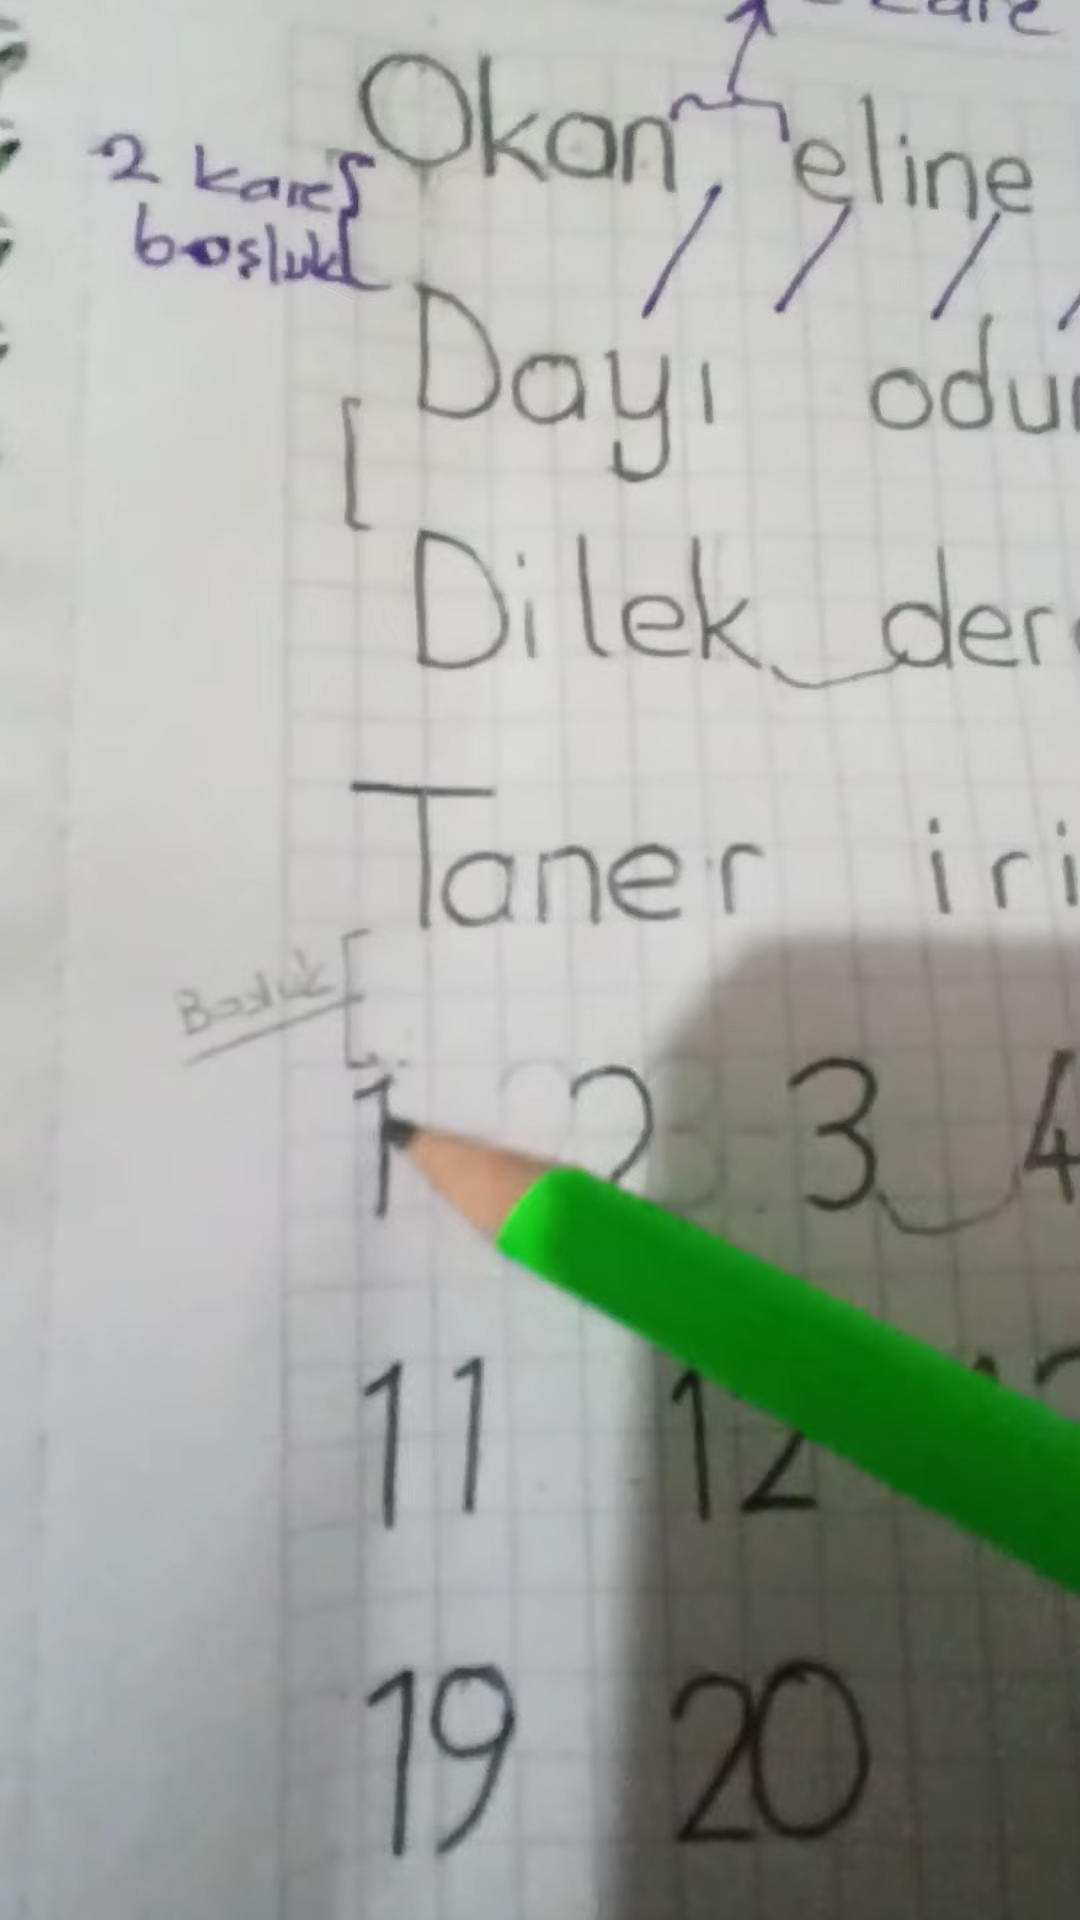 kare
Okan eline
2 kare
boşluk
Dayı odu
Dilek der
Taner iri
Boşluk
1 2 3 4
11 12
19 20